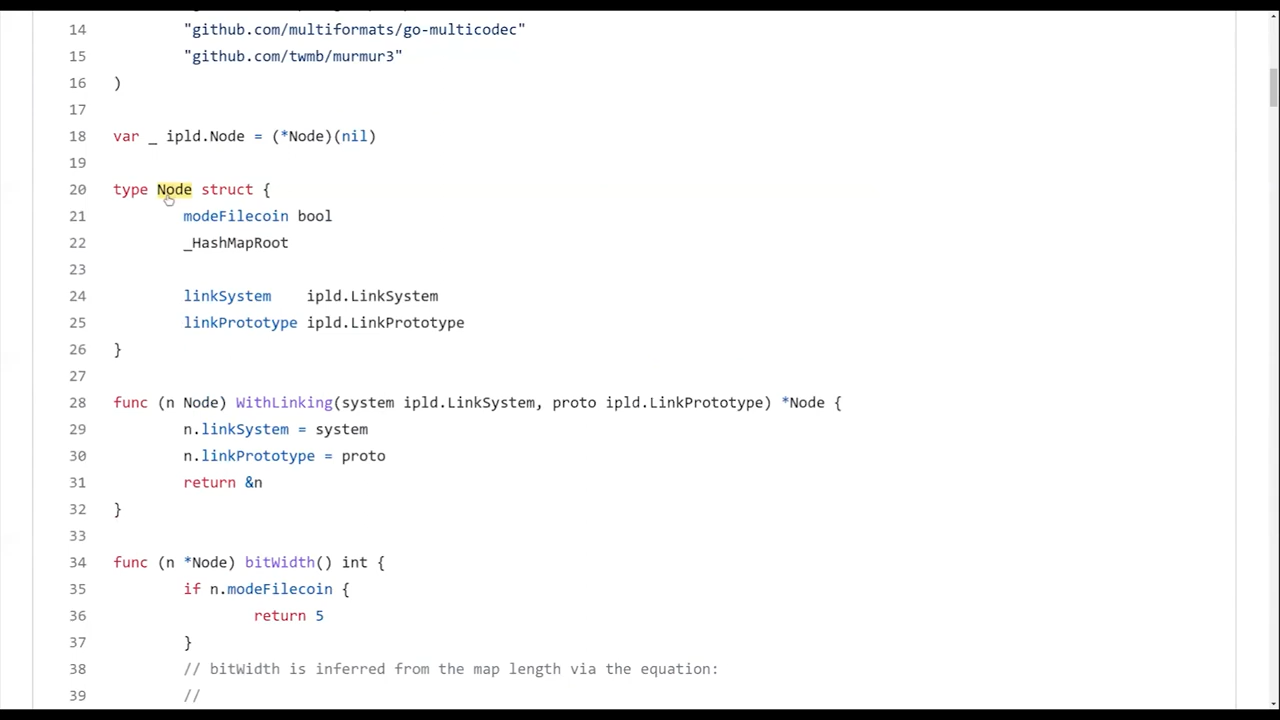 14 "github.com/multiformats/go-multicodec"
15 "github.com/twmb/murmur3"
16 )
17
18 var _ ipld.Node = (*Node)(nil)
19
20 type Node struct {
21 modeFilecoin bool
22 _HashMapRoot
23
24 linkSystem ipld.LinkSystem
25 linkPrototype ipld.LinkPrototype
26 }
27
28 func (n Node) WithLinking(system ipld.LinkSystem, proto ipld.LinkPrototype) *Node {
29 n.linkSystem = system
30 n.linkPrototype = proto
31 return &n
32 }
33
34 func (n *Node) bitWidth() int {
35 if n.modeFilecoin {
36 return 5
37 }
38 // bitWidth is inferred from the map length via the equation:
39 //